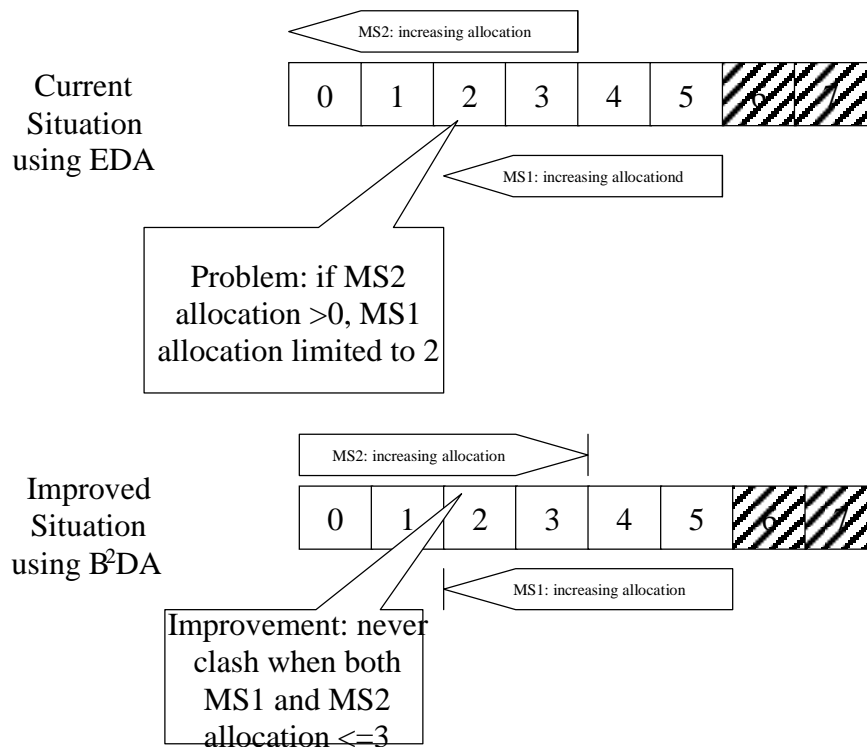 MS2: increasing allocation
Current
Situation
using EDA
0 1 2 3 4 5 6 7
MS1: increasing allocationd
Problem: if MS2
allocation >0, MS1
allocation limited to 2
MS2: increasing allocation
Improved
Situation
using B²DA
0 1 2 3 4 5 6 7
MS1: increasing allocation
Improvement: never
clash when both
MS1 and MS2
allocation <=3